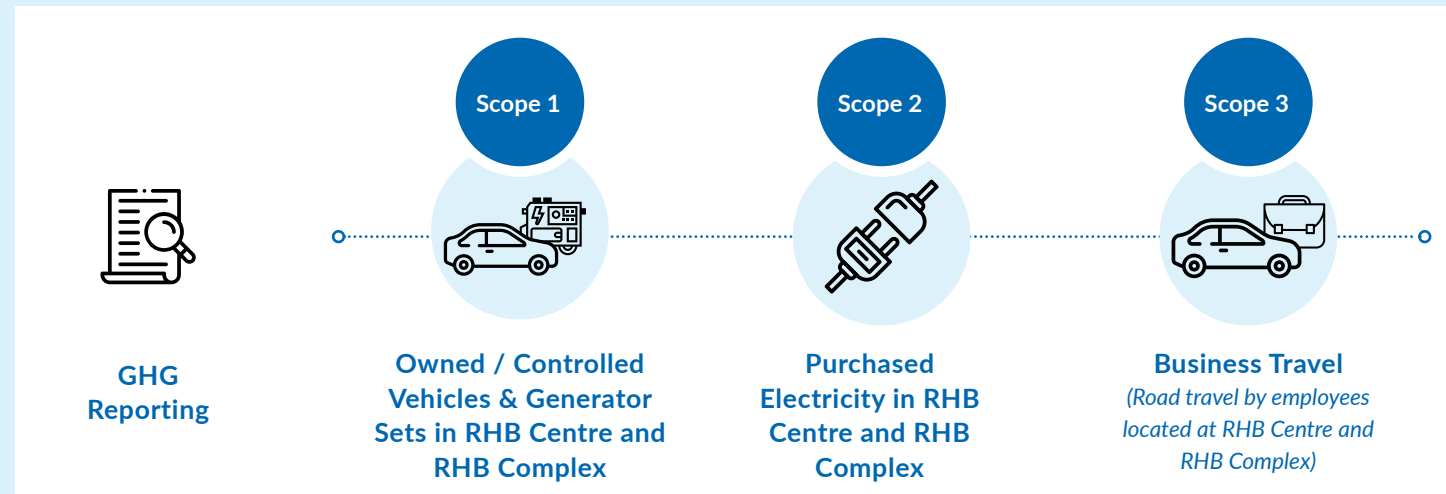 Scope 1
Scope 2
Scope 3
GHG
Reporting
Owned / Controlled
Vehicles & Generator
Sets in RHB Centre and
RHB Complex
Purchased
Electricity in RHB
Centre and RHB
Complex
Business Travel
(Road travel by employees
located at RHB Centre and
RHB Complex)